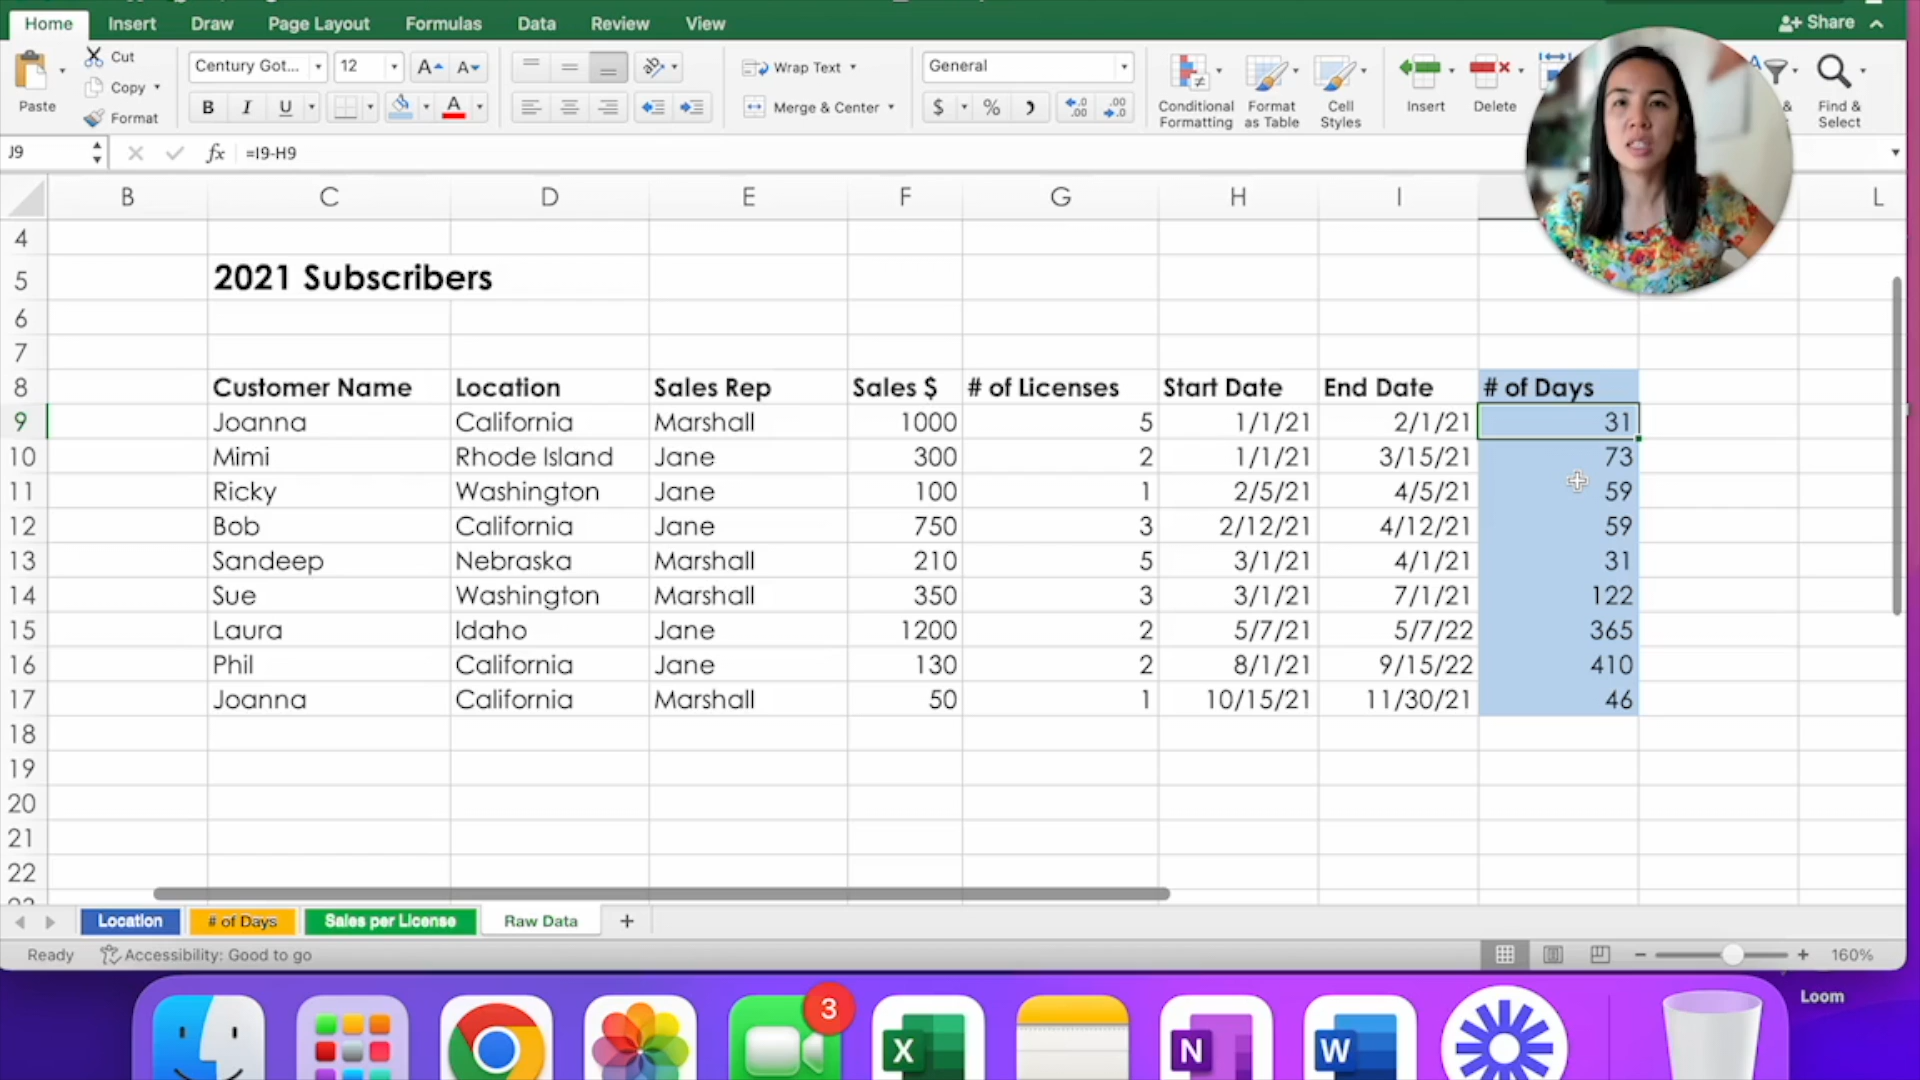 Home Insert Draw Page Layout Formulas Data Review View Share
Cut
Copy
Format
Paste
Century Got... 12
B I U A
Wrap Text
Merge & Center
General
$ %
Conditional Formatting
Format as Table
Cell Styles
Insert
Delete
Find & Select
J9 fx =I9-H9
B C D E F G H I L
4
5 2021 Subscribers
6
7
8 Customer Name Location Sales Rep Sales $ # of Licenses Start Date End Date # of Days
9 Joanna California Marshall 1000 5 1/1/21 2/1/21 31
10 Mimi Rhode Island Jane 300 2 1/1/21 3/15/21 73
11 Ricky Washington Jane 100 1 2/5/21 4/5/21 59
12 Bob California Jane 750 3 2/12/21 4/12/21 59
13 Sandeep Nebraska Marshall 210 5 3/1/21 4/1/21 31
14 Sue Washington Marshall 350 3 3/1/21 7/1/21 122
15 Laura Idaho Jane 1200 2 5/7/21 5/7/22 365
16 Phil California Jane 130 2 8/1/21 9/15/22 410
17 Joanna California Marshall 50 1 10/15/21 11/30/21 46
18
19
20
21
22
Location # of Days Sales per License Raw Data +
Ready Accessibility: Good to go 160%
3
X N W
Loom